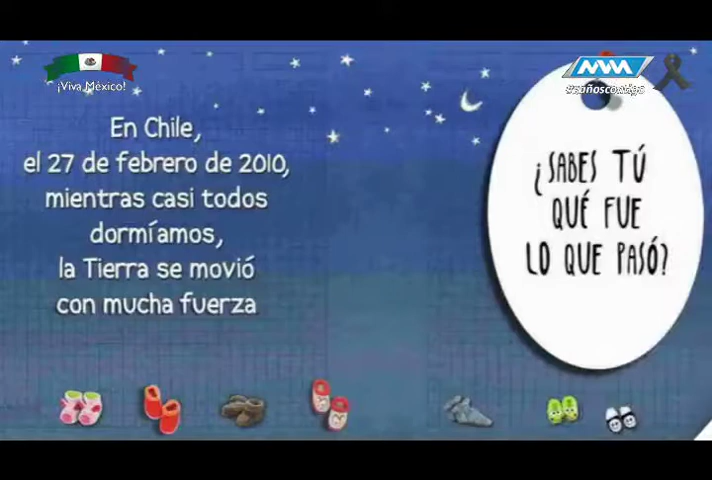 ¡Viva México!
MVM
En Chile,
el 27 de febrero de 2010,
mientras casi todos
dormíamos,
la Tierra se movió
con mucha fuerza
¿SABES TÚ
QUÉ FUE
LO QUE PASÓ?